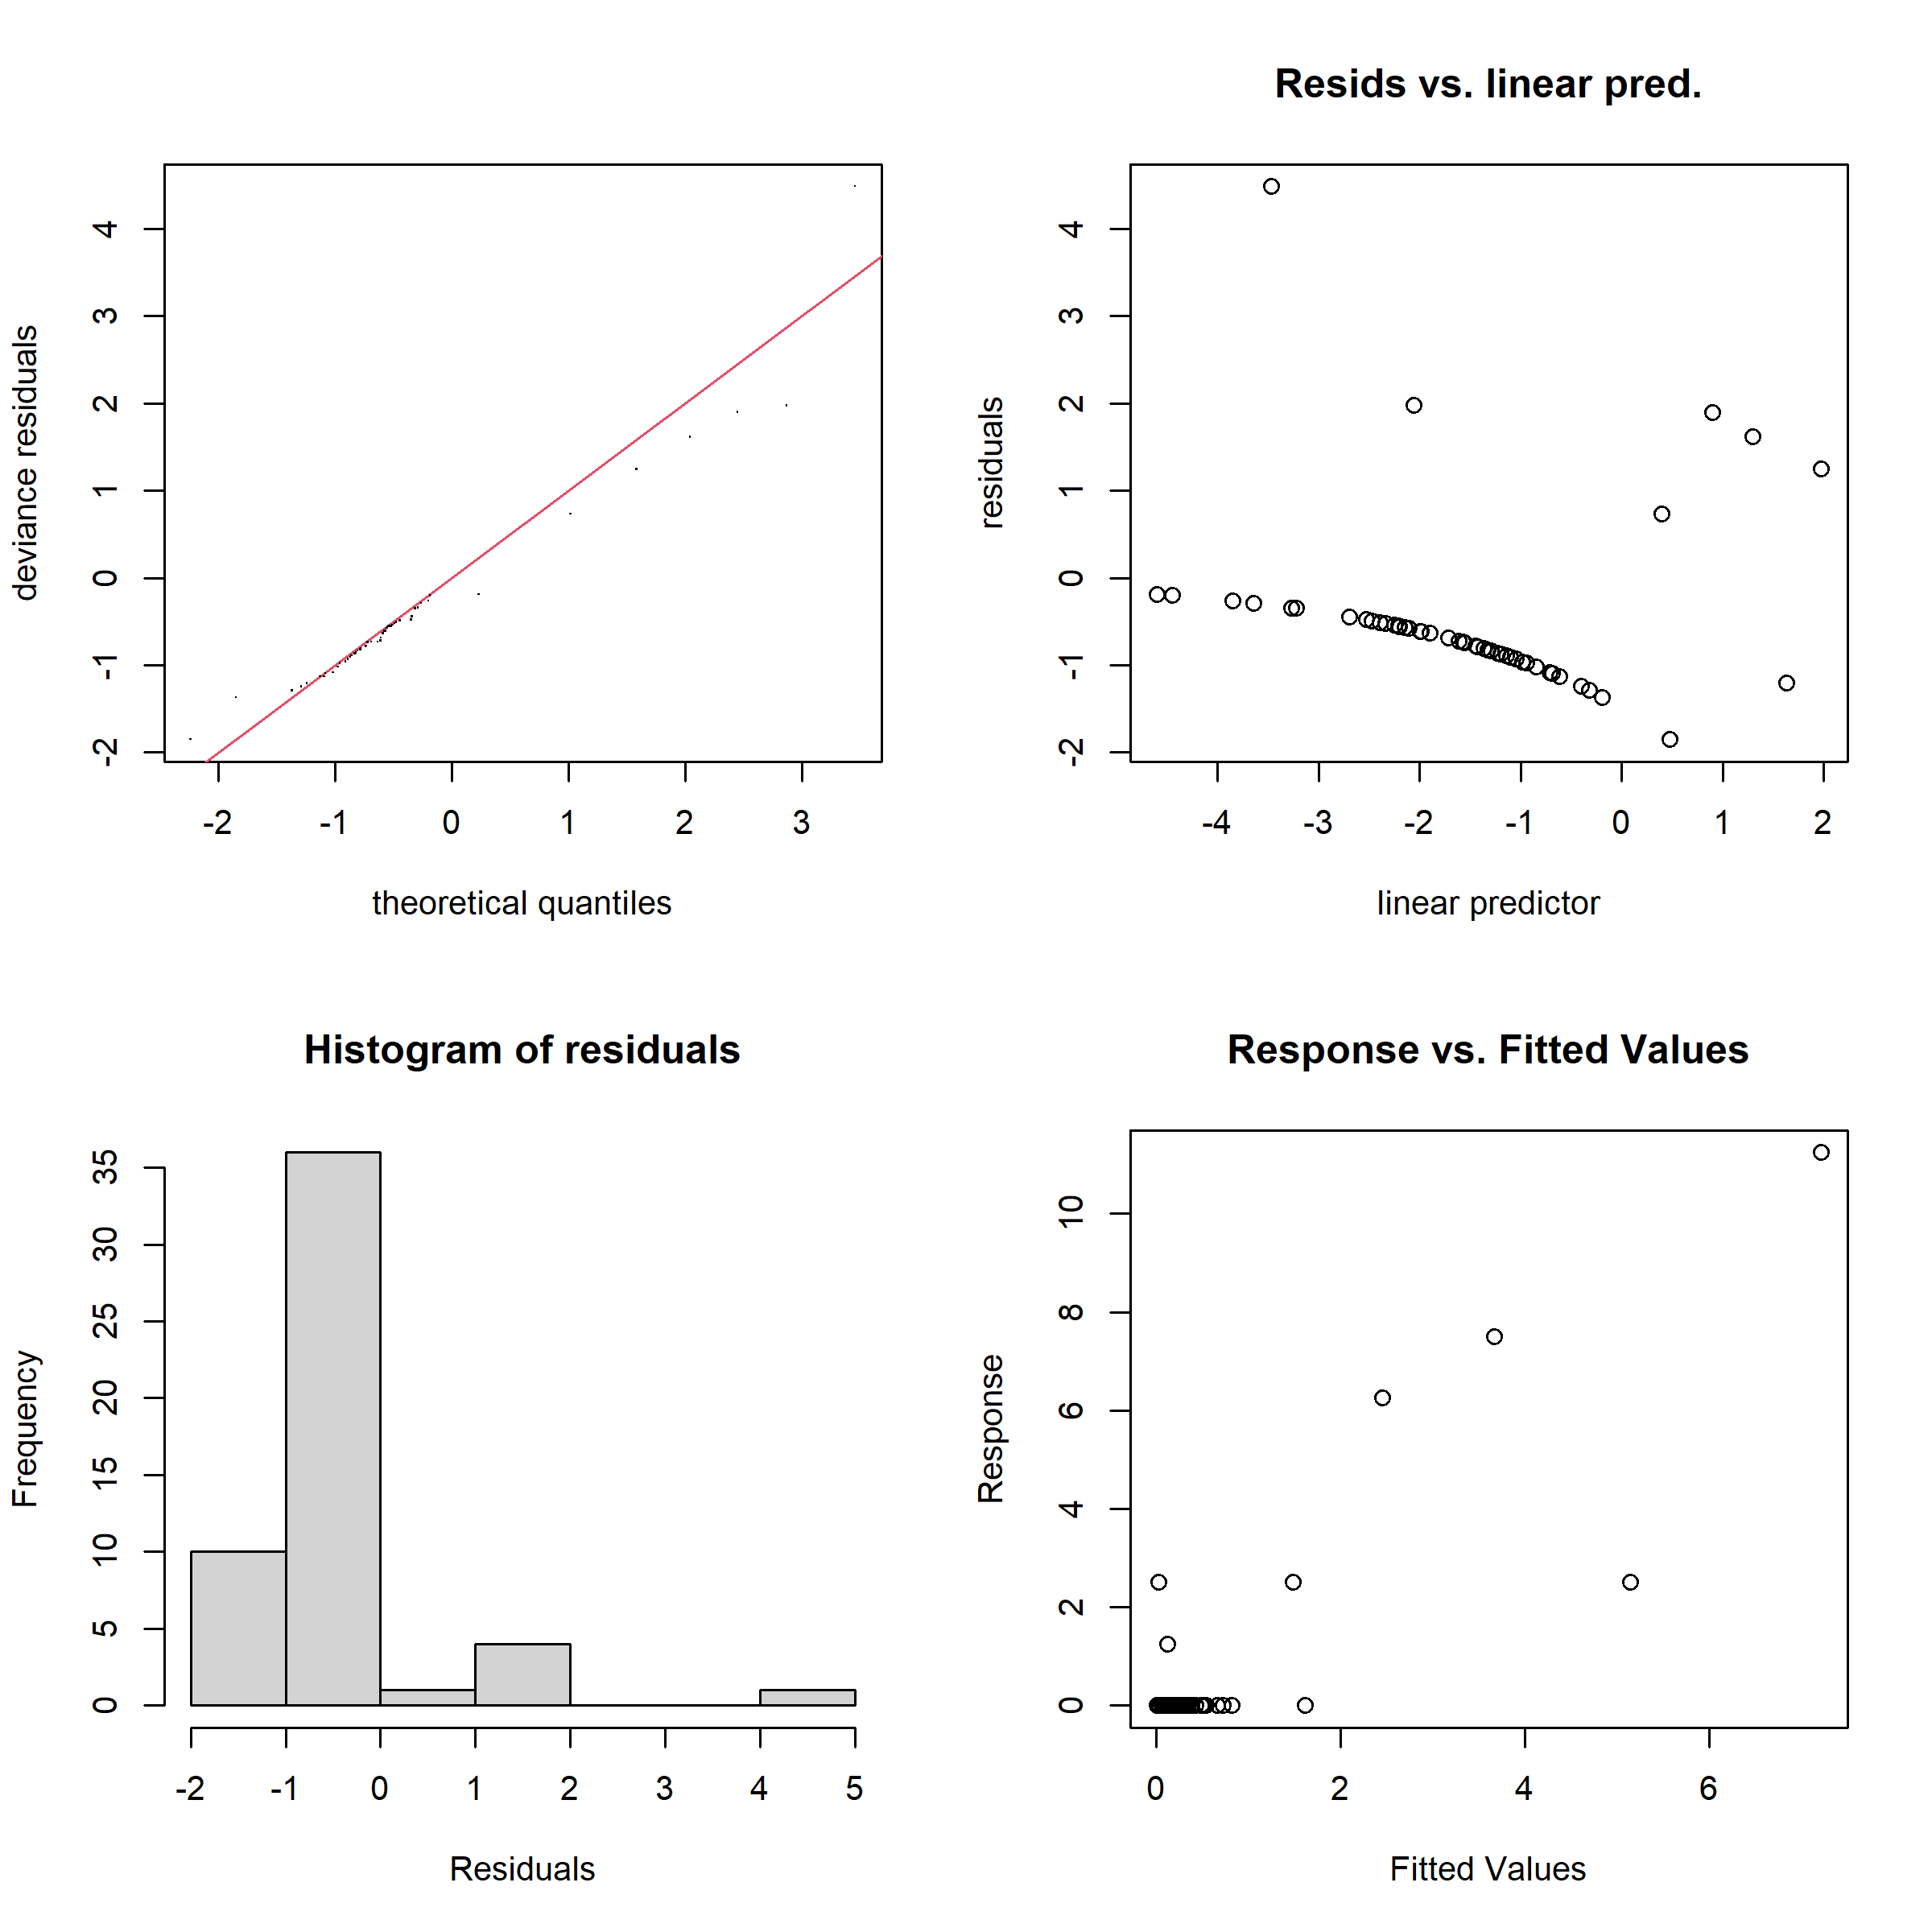 deviance residuals
4
3
2
1
0
-1
-2
-2 -1 0 1 2 3
theoretical quantiles
Resids vs. linear pred.
residuals
4
3
2
1
0
-1
-2
-4 -3 -2 -1 0 1 2
linear predictor
Histogram of residuals
Frequency
35
30
25
20
15
10
5
0
-2 -1 0 1 2 3 4 5
Residuals
Response vs. Fitted Values
Response
10
8
6
4
2
0
0 2 4 6
Fitted Values